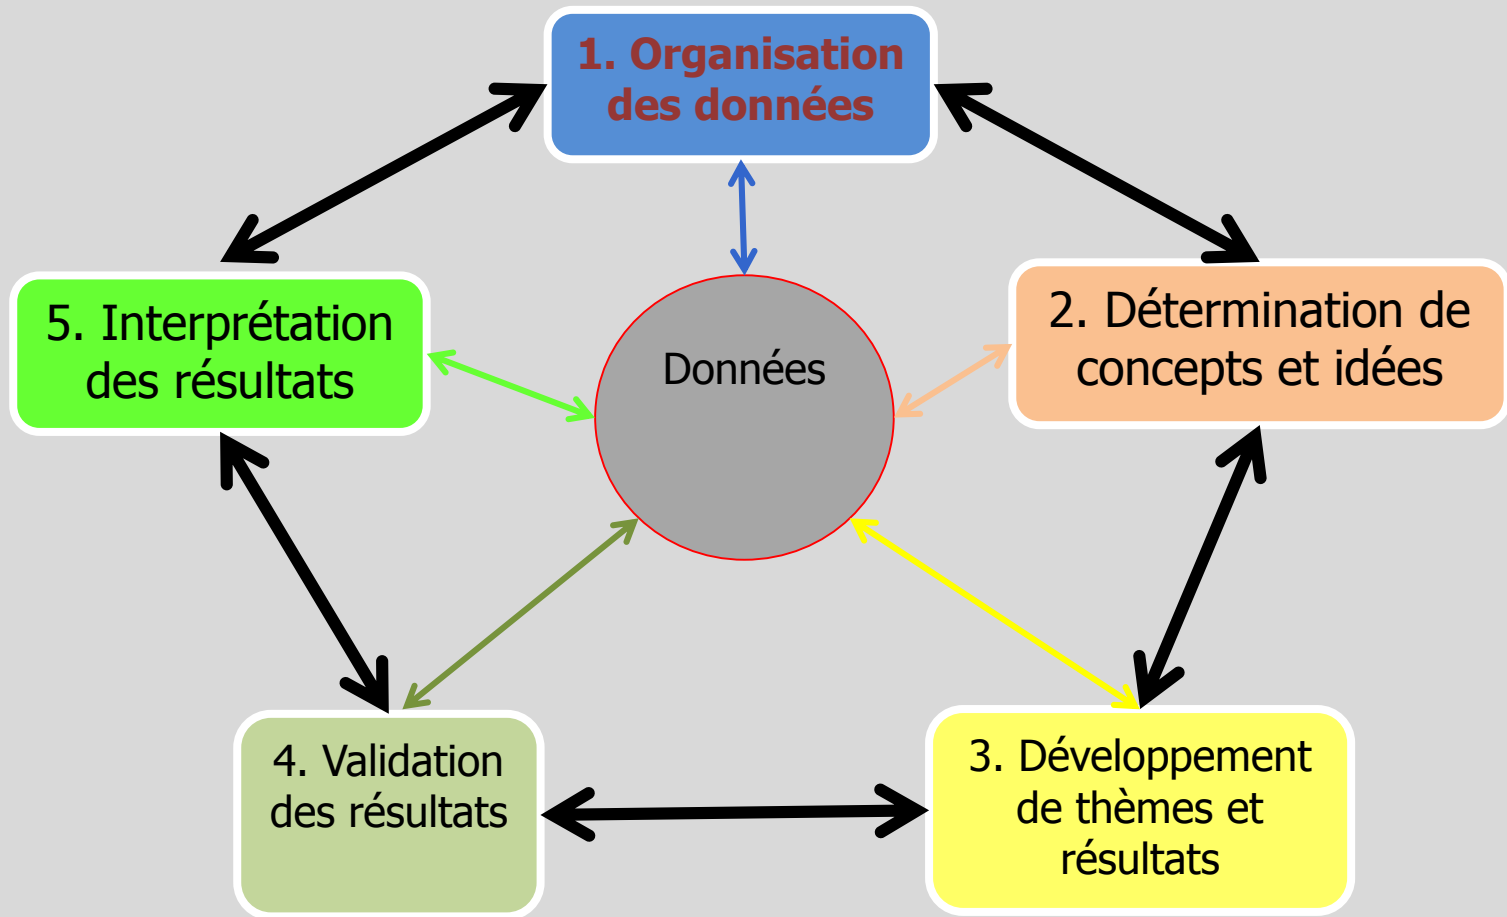 1. Organisation
des données
5. Interprétation
des résultats
Données
2. Détermination de
concepts et idées
4. Validation
des résultats
3. Développement
de thèmes et
résultats